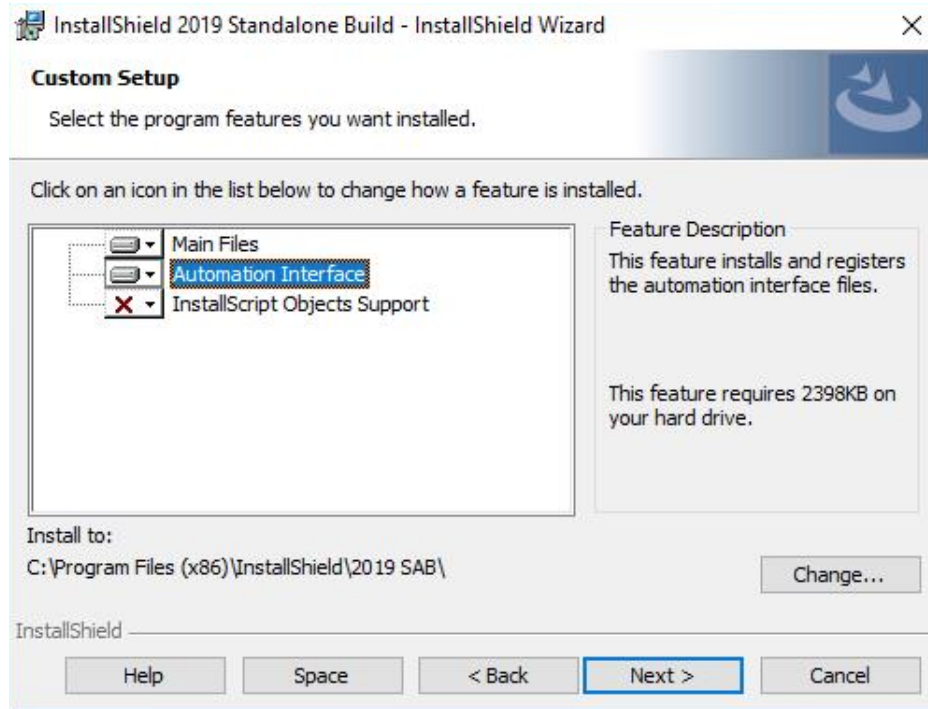 InstallShield 2019 Standalone Build - InstallShield Wizard
Custom Setup
Select the program features you want installed.
Click on an icon in the list below to change how a feature is installed.
Main Files
Automation Interface
InstallScript Objects Support
Feature Description
This feature installs and registers
the automation interface files.
This feature requires 2398KB on
your hard drive.
Install to:
C:\Program Files (x86)\InstallShield\2019 SAB\
Change...
InstallShield
Help
Space
< Back
Next >
Cancel